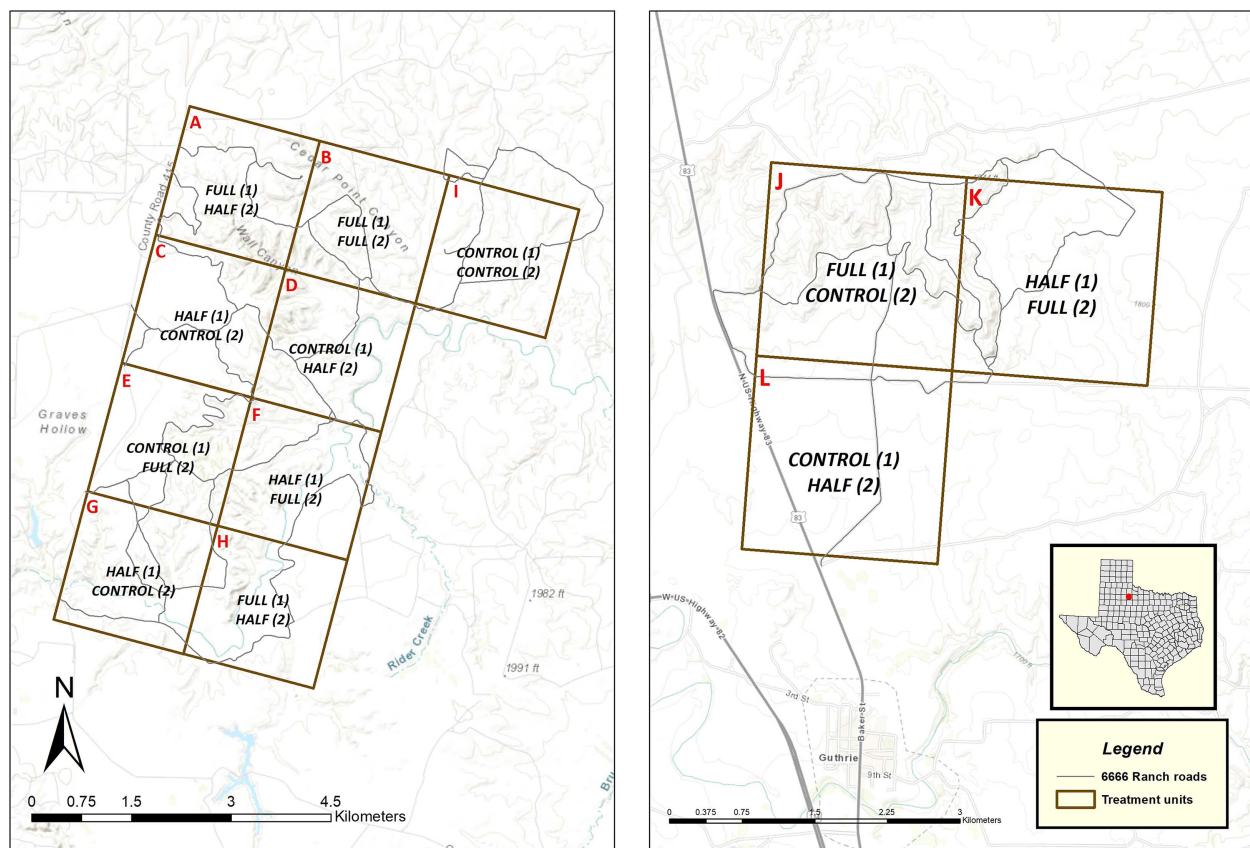 A
B
I
County Road 415
Cedar Point Canyon
FULL (1)
HALF (2)
FULL (1)
FULL (2)
CONTROL (1)
CONTROL (2)
Wall Canyon
C
D
HALF (1)
CONTROL (2)
CONTROL (1)
HALF (2)
E
F
Graves
Hollow
CONTROL (1)
FULL (2)
HALF (1)
FULL (2)
G
H
HALF (1)
CONTROL (2)
FULL (1)
HALF (2)
1982 ft
Rider Creek
1991 ft
N
0 0.75 1.5 3 4.5
Kilometers
83
J
K
FULL (1)
CONTROL (2)
HALF (1)
FULL (2)
1800
L
N US Highway 83
CONTROL (1)
HALF (2)
83
W US Highway 82
1700 ft
3rd St
Baker St
Guthrie
9th St
0 0.375 0.75 1.5 2.25 3
Kilometers
Legend
6666 Ranch roads
Treatment units